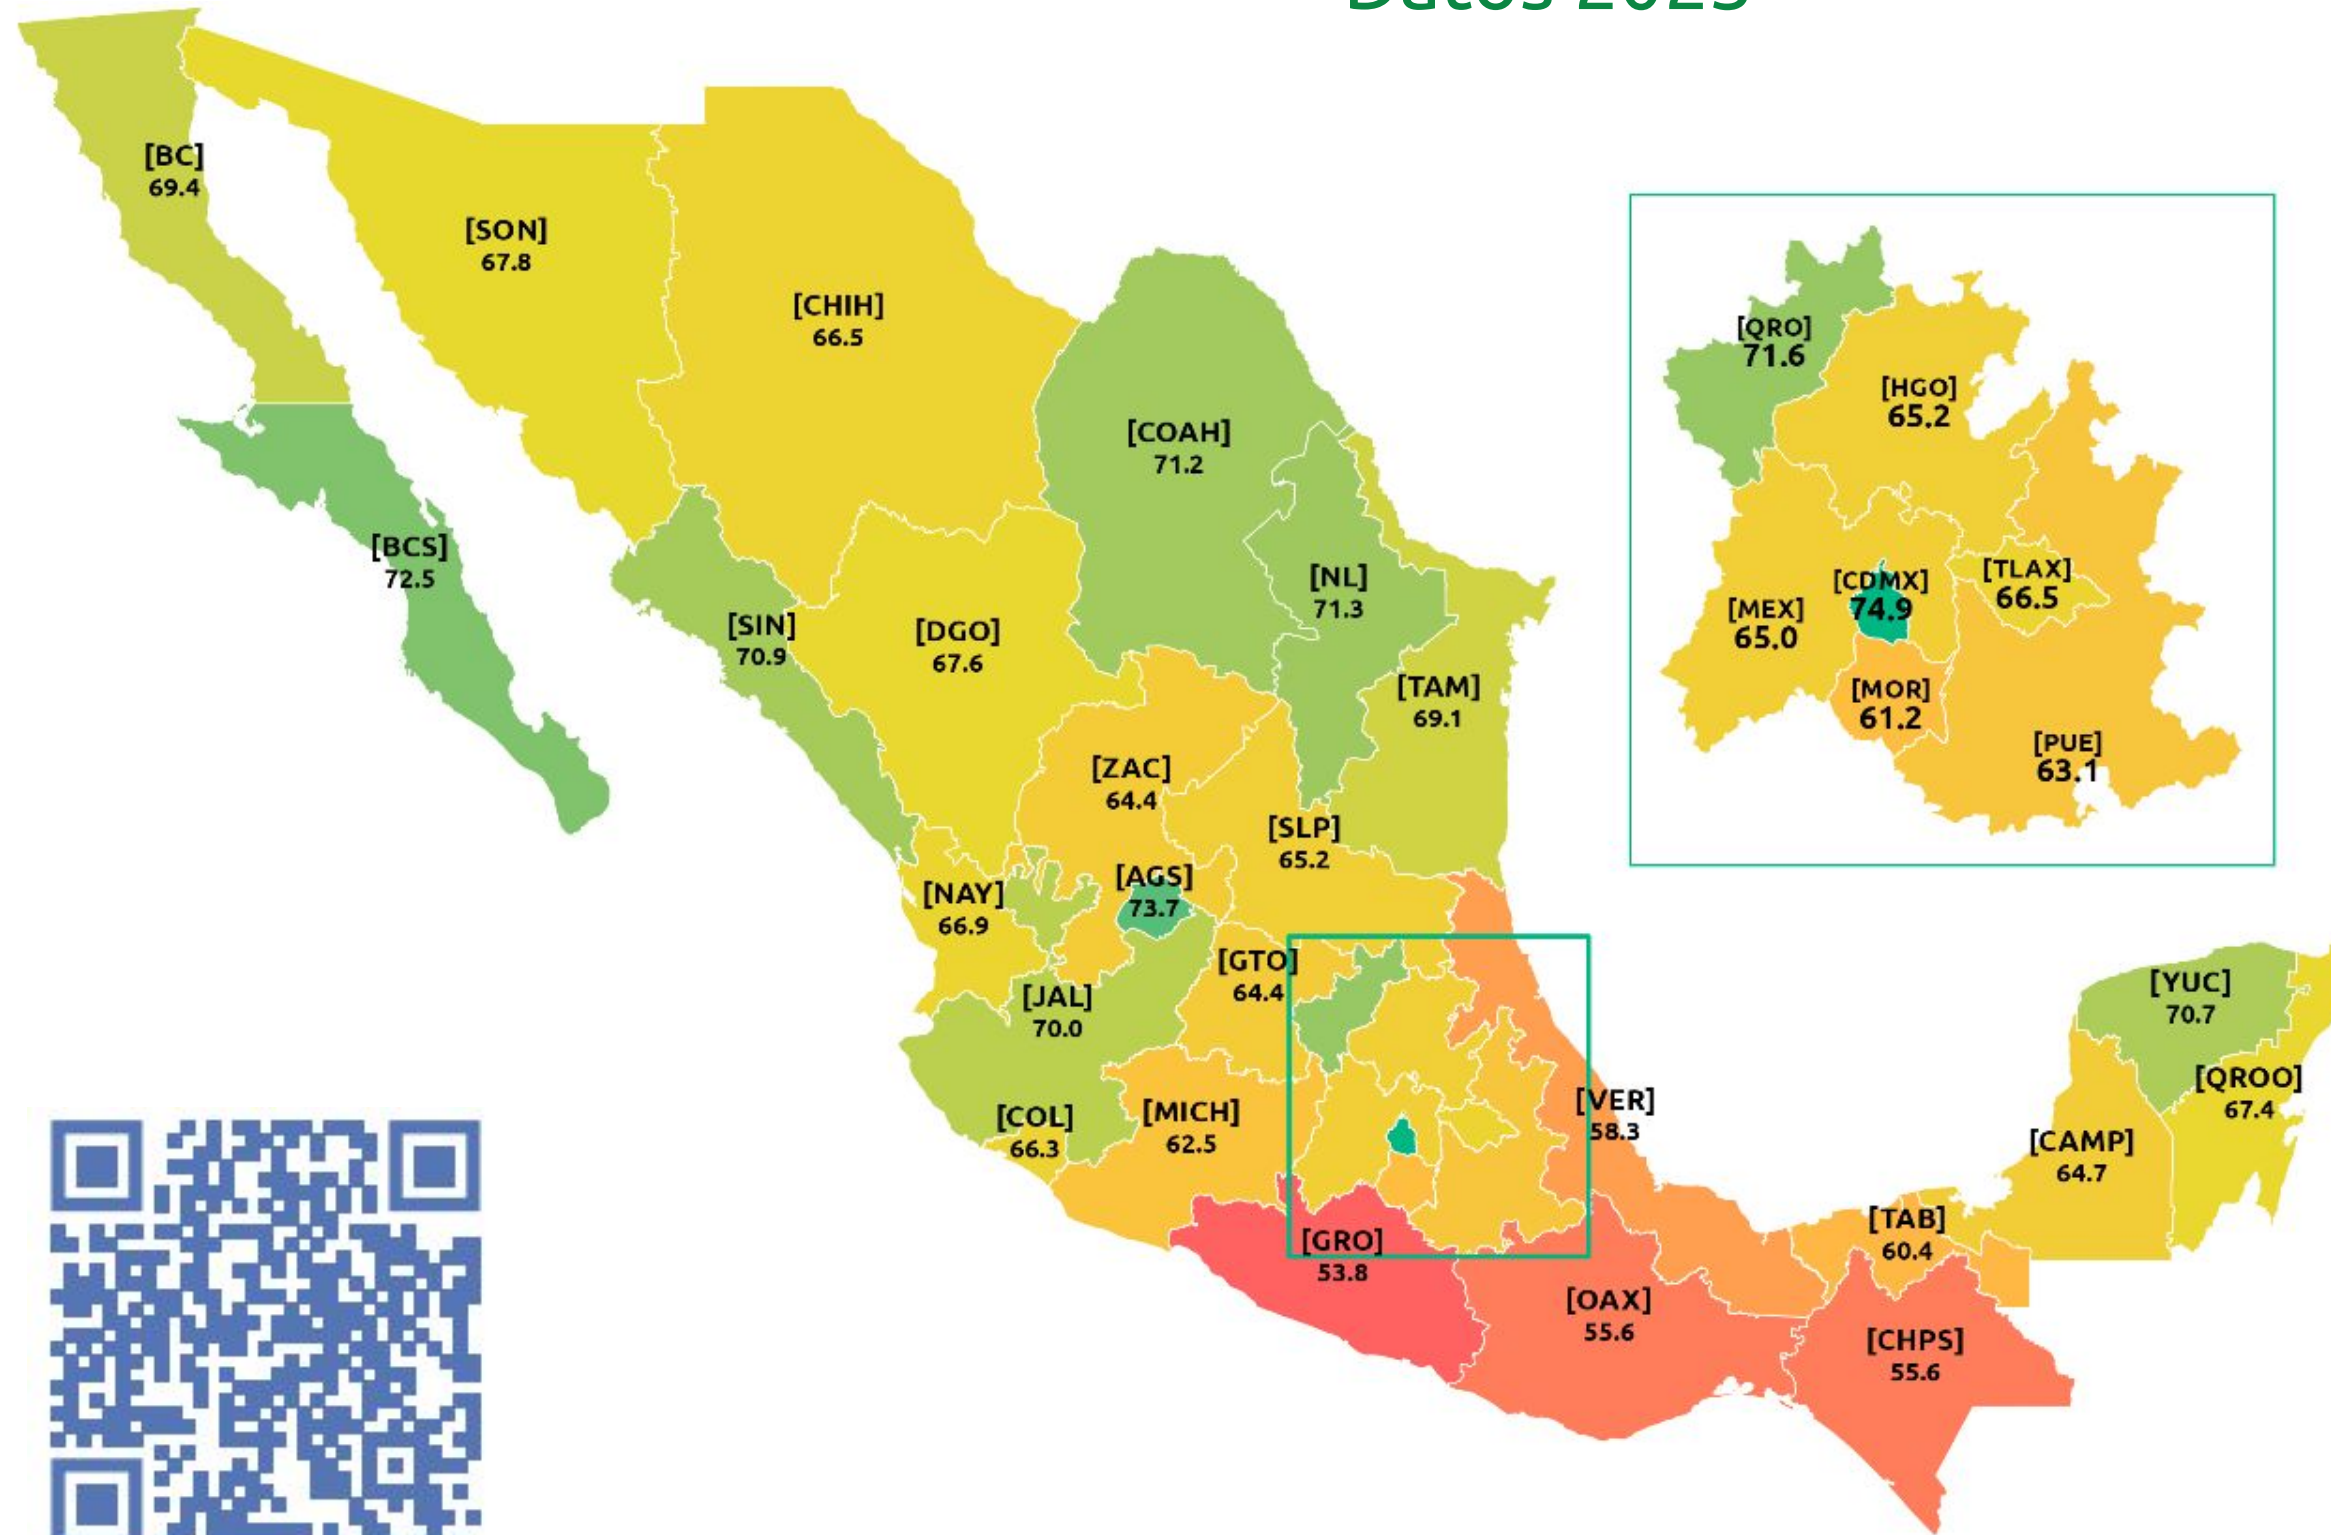 Datos 2023
[BC]
69.4
[SON]
67.8
[CHIH]
66.5
[COAH]
71.2
[BCS]
72.5
[NL]
71.3
[SIN]
70.9
[DGO]
67.6
[TAM]
69.1
[ZAC]
64.4
[SLP]
65.2
[AGS]
73.7
[NAY]
66.9
[GTO]
64.4
[JAL]
70.0
[COL]
66.3
[MICH]
62.5
[VER]
58.3
[GRO]
53.8
[OAX]
55.6
[TAB]
60.4
[CHPS]
55.6
[CAMP]
64.7
[YUC]
70.7
[QROO]
67.4
[QRO]
71.6
[HGO]
65.2
[TLAX]
66.5
[CDMX]
74.9
[MEX]
65.0
[MOR]
61.2
[PUE]
63.1